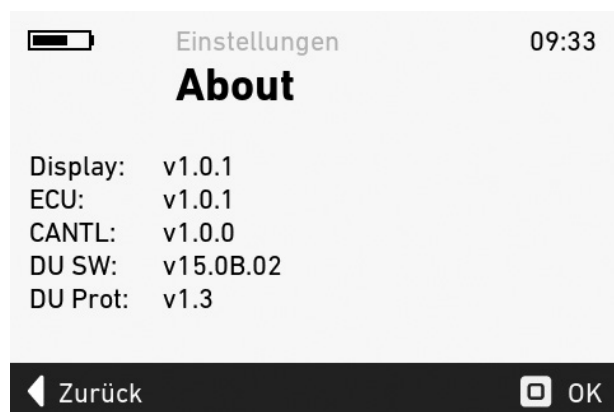 Einstellungen 09:33
About
Display: v1.0.1
ECU: v1.0.1
CANTL: v1.0.0
DU SW: v15.0B.02
DU Prot: v1.3
Zurück OK